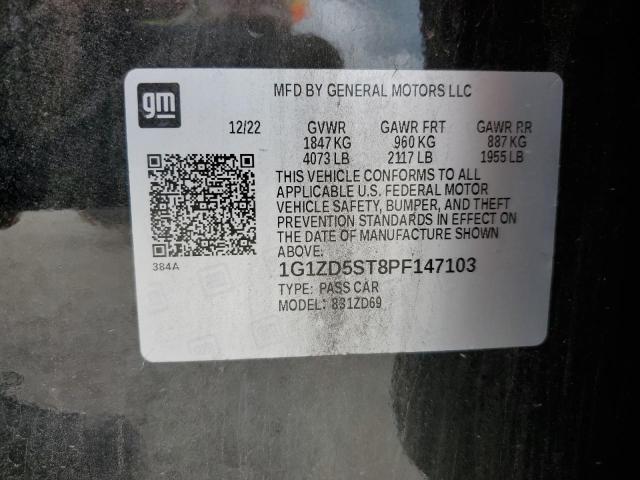 gm
MFD BY GENERAL MOTORS LLC
12/22 GVWR GAWR FRT GAWR RR
1847 KG 960 KG 887 KG
4073 LB 2117 LB 1955 LB
THIS VEHICLE CONFORMS TO ALL
APPLICABLE U.S. FEDERAL MOTOR
VEHICLE SAFETY, BUMPER, AND THEFT
PREVENTION STANDARDS IN EFFECT ON
THE DATE OF MANUFACTURE SHOWN
ABOVE.
384A
1G1ZD5ST8PF147103
TYPE: PASS CAR
MODEL: 831ZD69